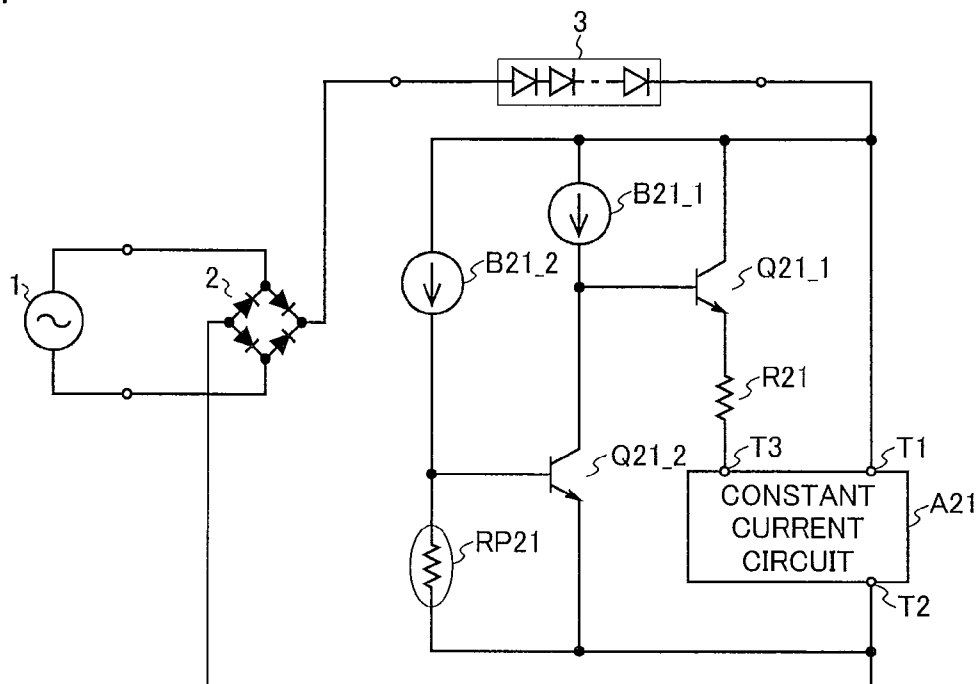 3
B21_1
B21_2
Q21_1
1
2
R21
Q21_2
T3
T1
CONSTANT
CURRENT
CIRCUIT
A21
RP21
T2